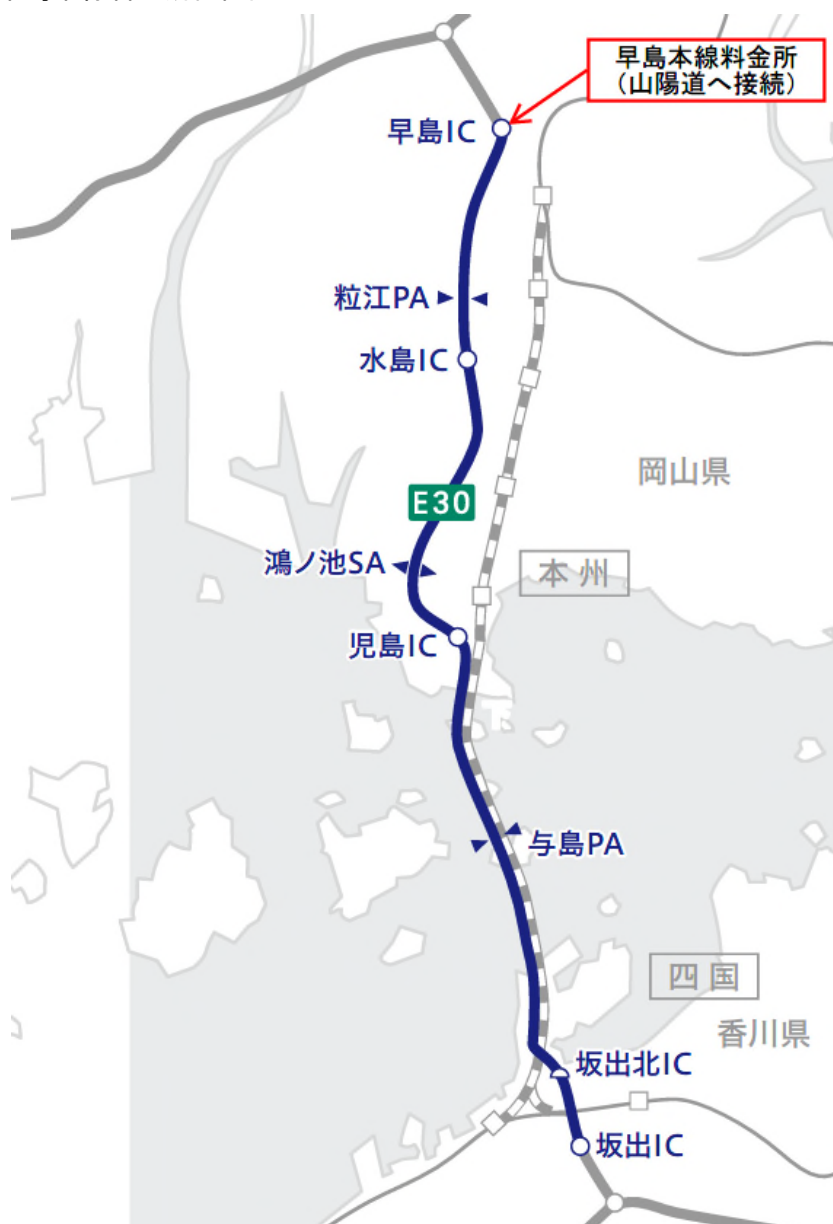 早島本線料金所
（山陽道へ接続）
早島IC
粒江PA
水島IC
岡山県
E30
鴻ノ池SA
本州
児島IC
与島PA
四国
香川県
坂出北IC
坂出IC